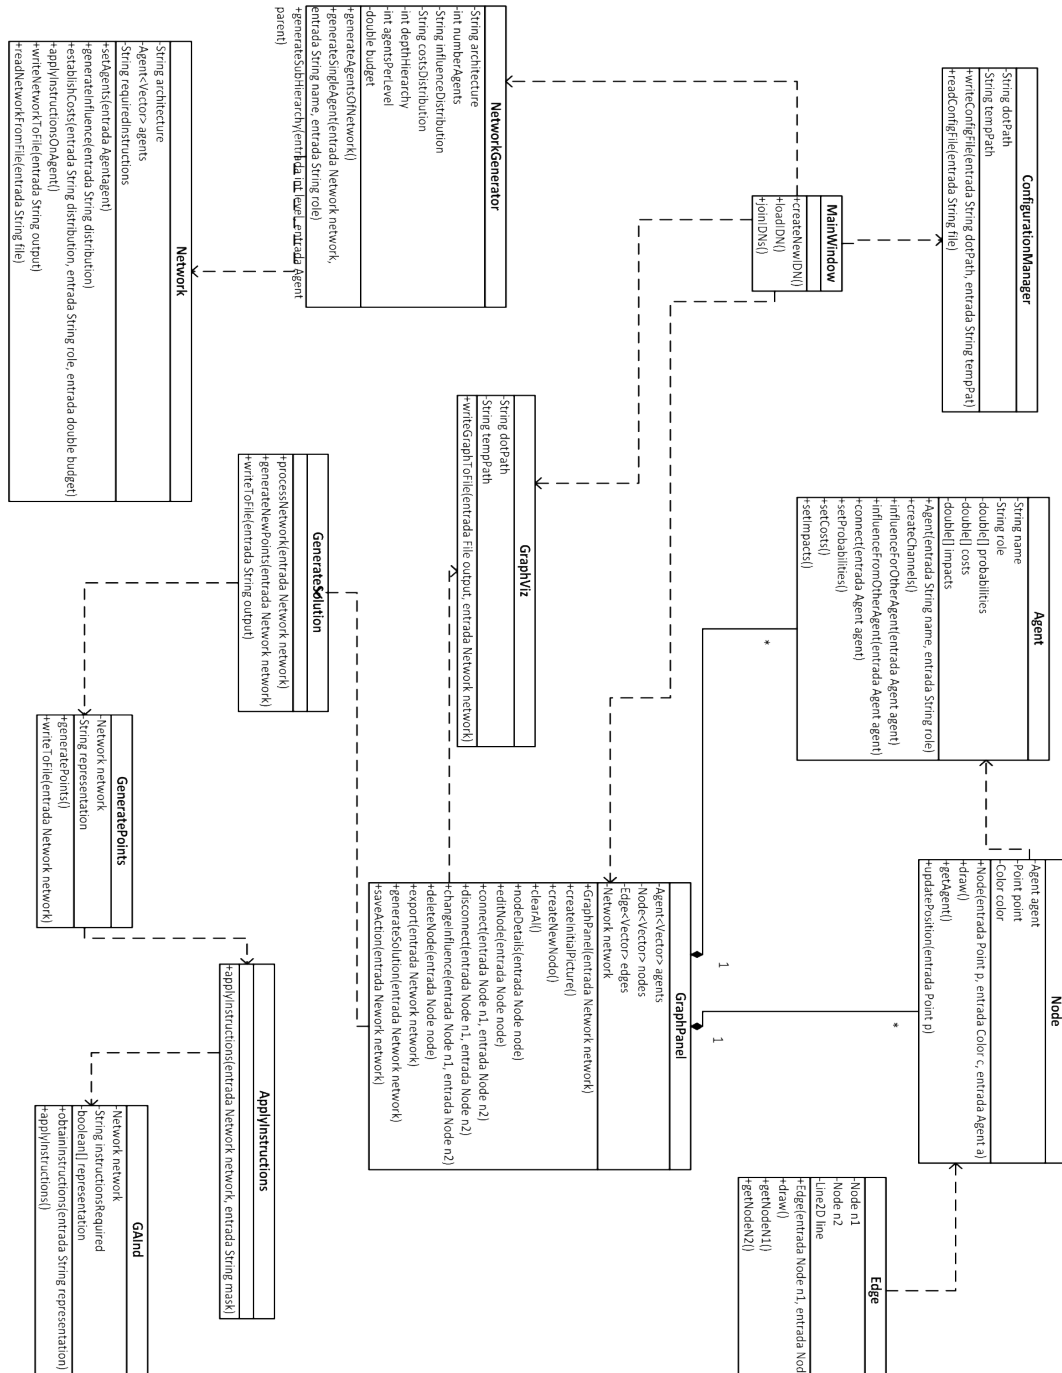 ConfigurationManager
-String dotPath
-String tempPath
+writeConfigFile(entrada String dotPath, entrada String tempPat)
+readConfigFile(entrada String file)
MainWindow
+createNewIDN()
+loadIDN()
+joinIDNs()
NetworkGenerator
-String architecture
-int numberAgents
-String influenceDistribution
-String costsDistribution
-int depthHierarchy
-int agentsPerLevel
-double budget
+generateAgentsOfNetwork()
+generateSingleAgent(entrada Network network,
entrada String name, entrada String role)
+generateSubHierarchy(entrada int level, entrada Agent
parent)
Network
-String architecture
-Agent<Vector> agents
-String requiredInstructions
+setAgents(entrada Agentagent)
+generateInfluence(entrada String distribution)
+establishCosts(entrada String distribution, entrada String role, entrada double budget)
+applyInstructionsOnAgent()
+writeNetworkToFile(entrada String output)
+readNetworkFromFile(entrada String file)
Agent
-String name
-String role
-double[] probabilities
-double[] costs
-double[] impacts
+Agent(entrada String name, entrada String role)
+createChannels()
+influenceForOtherAgent(entrada Agent agent)
+influenceFromOtherAgent(entrada Agent agent)
+connect(entrada Agent agent)
+setProbabilities()
+setCosts()
+setImpacts()
GraphViz
-String dotPath
-String tempPath
+writeGraphToFile(entrada File output, entrada Network network)
GenerateSolution
+processNetwork(entrada Network network)
+generateNewPoints(entrada Network network)
+writeToFile(entrada String output)
*
1
*
1
Node
-Agent agent
-Point point
-Color color
+Node(entrada Point p, entrada Color c, entrada Agent a)
+draw()
+getAgent()
+updatePosition(entrada Point p)
GraphPanel
-Agent<Vector> agents
-Node<Vector> nodes
-Edge<Vector> edges
-Network network
+GraphPanel(entrada Network network)
+createInitialPicture()
+createNewNodo()
+clearAl()
+nodeDetails(entrada Node node)
+editNode(entrada Node node)
+connect(entrada Node n1, entrada Node n2)
+disconnect(entrada Node n1, entrada Node n2)
+changeInfluence(entrada Node n1, entrada Node n2)
+deleteNode(entrada Node node)
+export(entrada Network network)
+generateSolution(entrada Network network)
+saveAction(entrada Nework network)
GeneratePoints
-Network network
-String representation
+generatePoints()
+writeToFile(entrada Network network)
ApplyInstructions
+applyInstructions(entrada Network network, entrada String mask)
Edge
-Node n1
-Node n2
-Line2D line
+Edge(entrada Node n1, entrada Nod
+draw()
+getNodeN1()
+getNodeN2()
GAInd
-Network network
-String instructionsRequired
-boolean[] representation
+obtainInstructions(entrada String representation)
+applyInstructions()